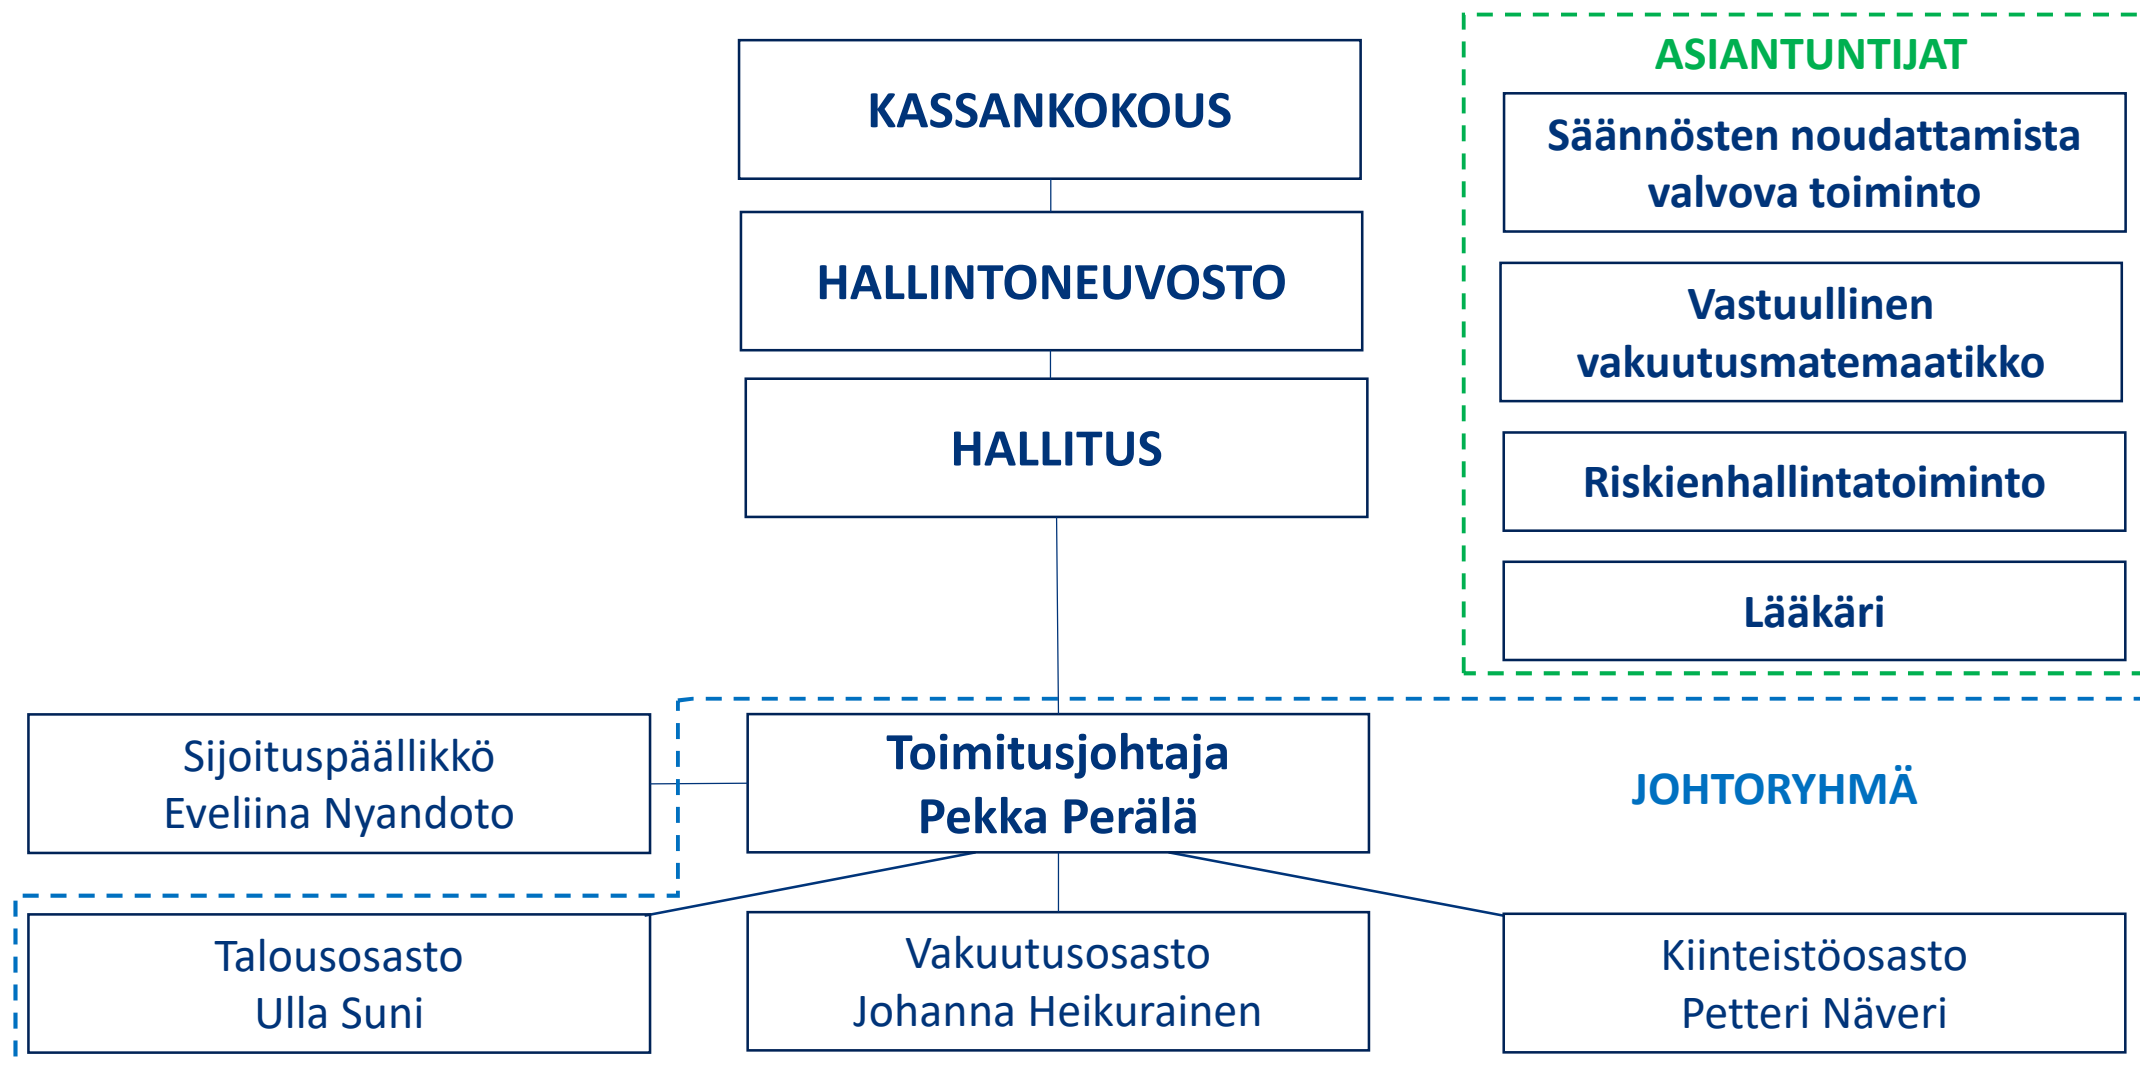 KASSANKOKOUS
HALLINTONEUVOSTO
HALLITUS
ASIANTUNTIJAT
Säännösten noudattamista
valvova toiminto
Vastuullinen
vakuutusmatemaatikko
Riskienhallintatoiminto
Lääkäri
Sijoituspäällikkö
Eveliina Nyandoto
Toimitusjohtaja
Pekka Perälä
JOHTORYHMÄ
Talousosasto
Ulla Suni
Vakuutusosasto
Johanna Heikurainen
Kiinteistöosasto
Petteri Näveri